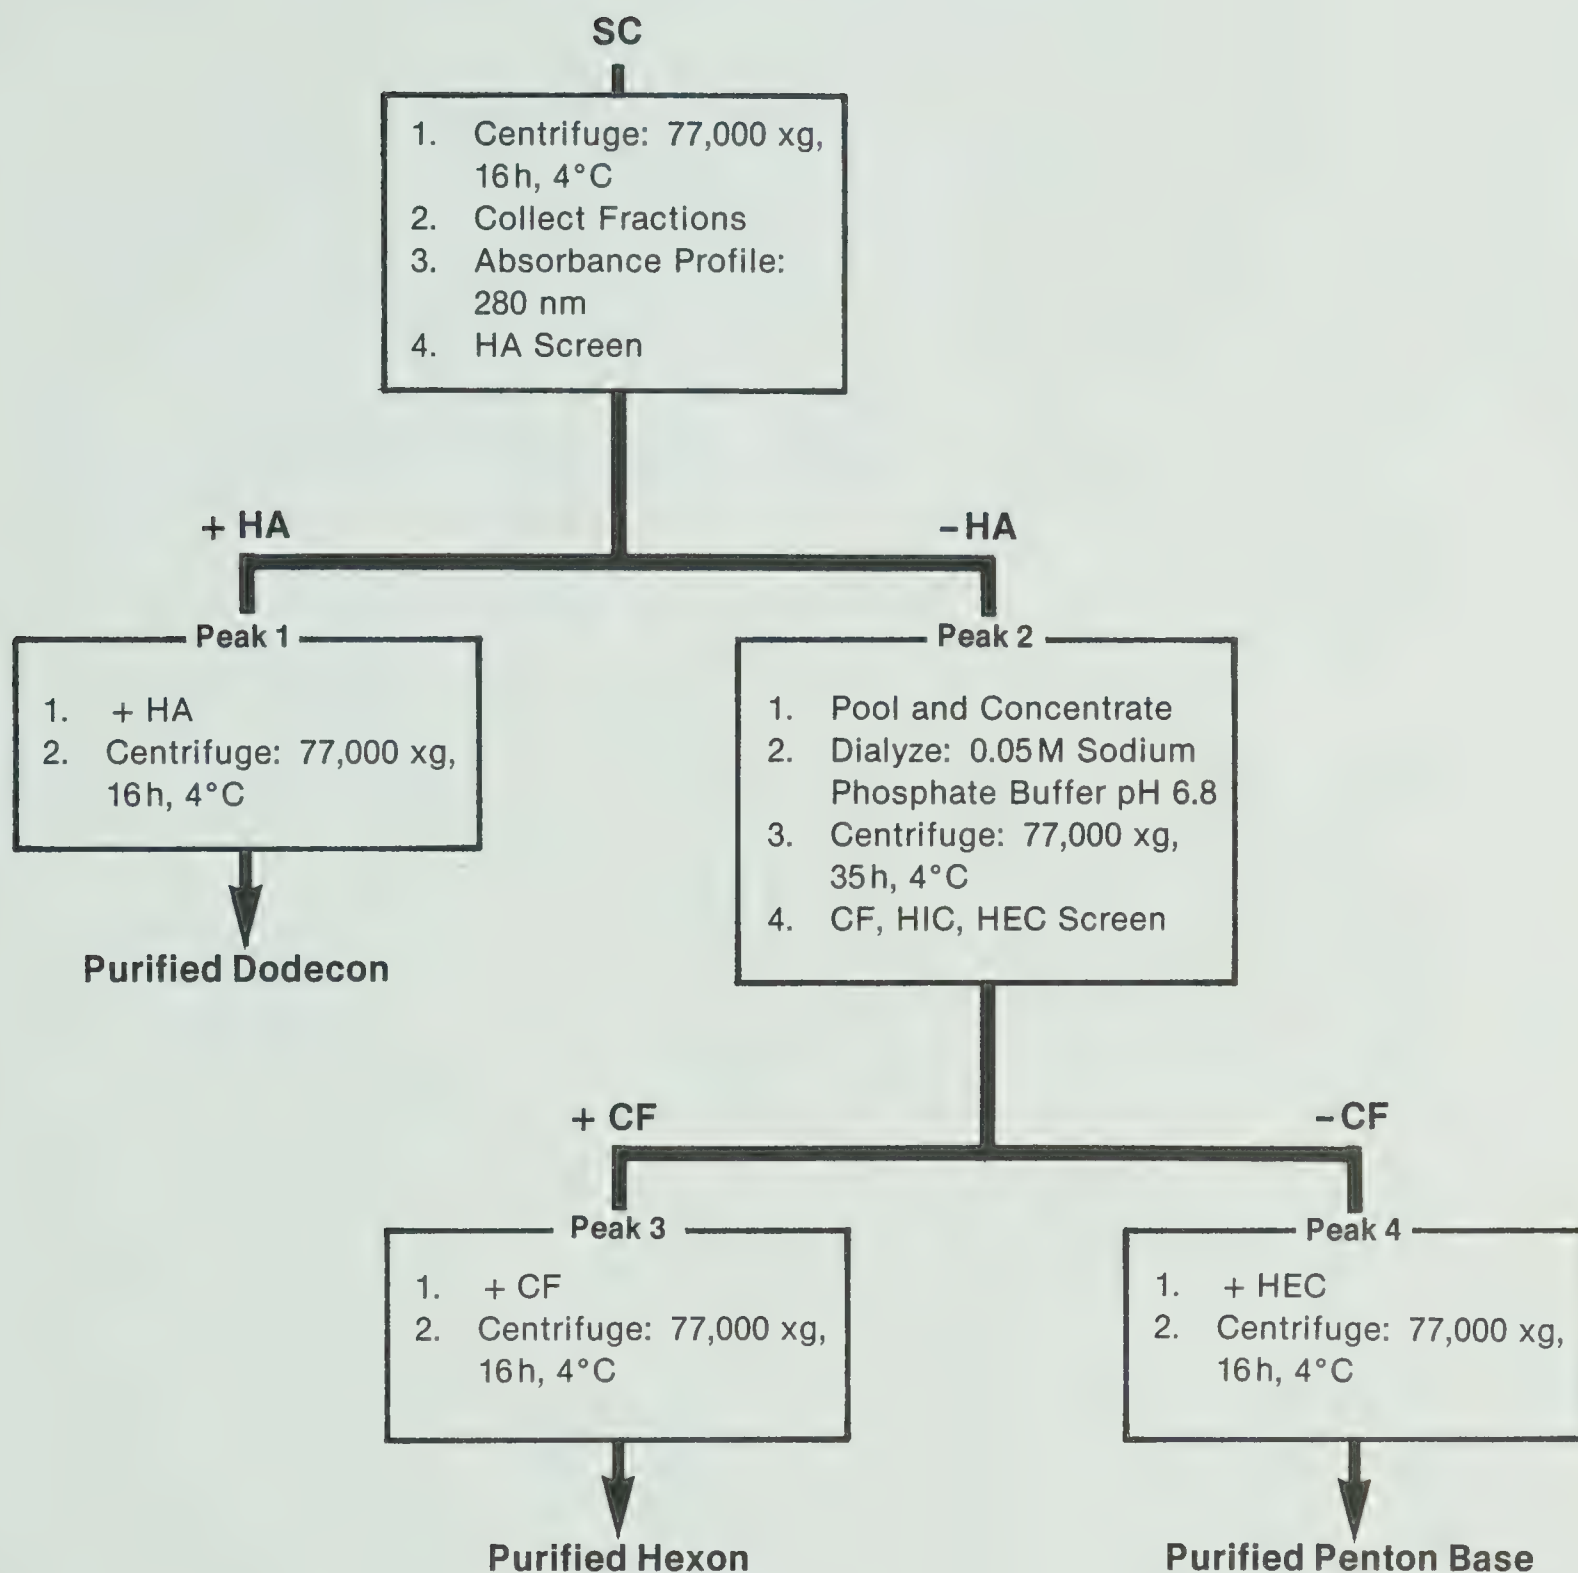 SC
1. Centrifuge: 77,000 xg,
16h, 4°C
2. Collect Fractions
3. Absorbance Profile:
280 nm
4. HA Screen
+ HA
–HA
Peak 1
1. + HA
2. Centrifuge: 77,000 xg,
16h, 4°C
Purified Dodecon
Peak 2
1. Pool and Concentrate
2. Dialyze: 0.05M Sodium
Phosphate Buffer pH 6.8
3. Centrifuge: 77,000 xg,
35h, 4°C
4. CF, HIC, HEC Screen
+ CF
–CF
Peak 3
1. + CF
2. Centrifuge: 77,000 xg,
16h, 4°C
Purified Hexon
Peak 4
1. + HEC
2. Centrifuge: 77,000 xg,
16h, 4°C
Purified Penton Base